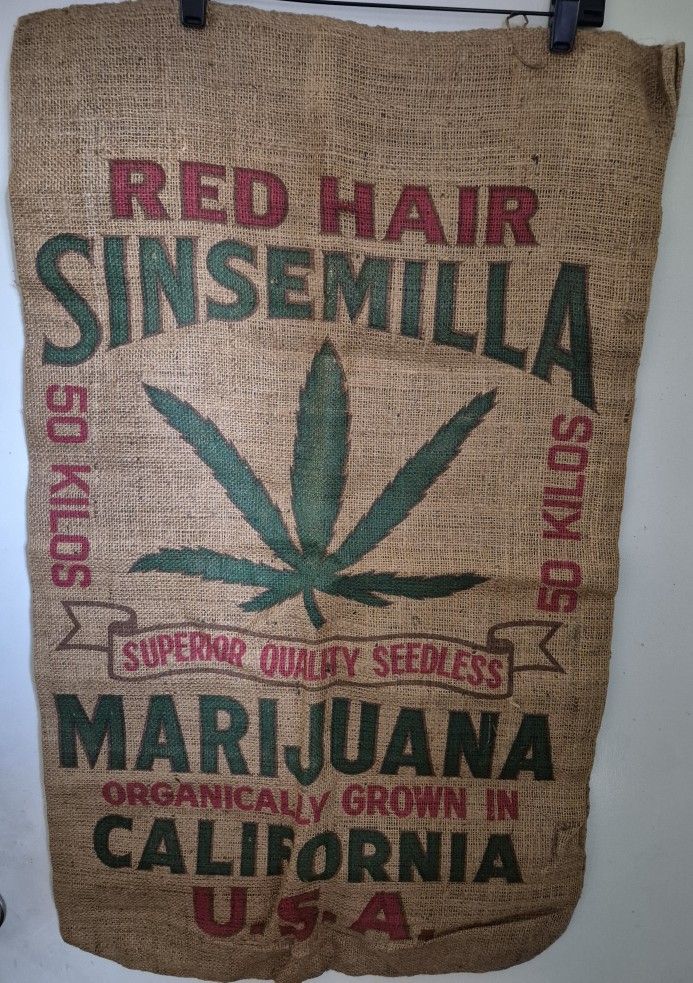 RED HAIR
SINSEMILLA
50 KILOS
50 KILOS
SUPERIOR QUALITY SEEDLESS
MARIJUANA
ORGANICALLY GROWN IN
CALIFORNIA
U.S.A.